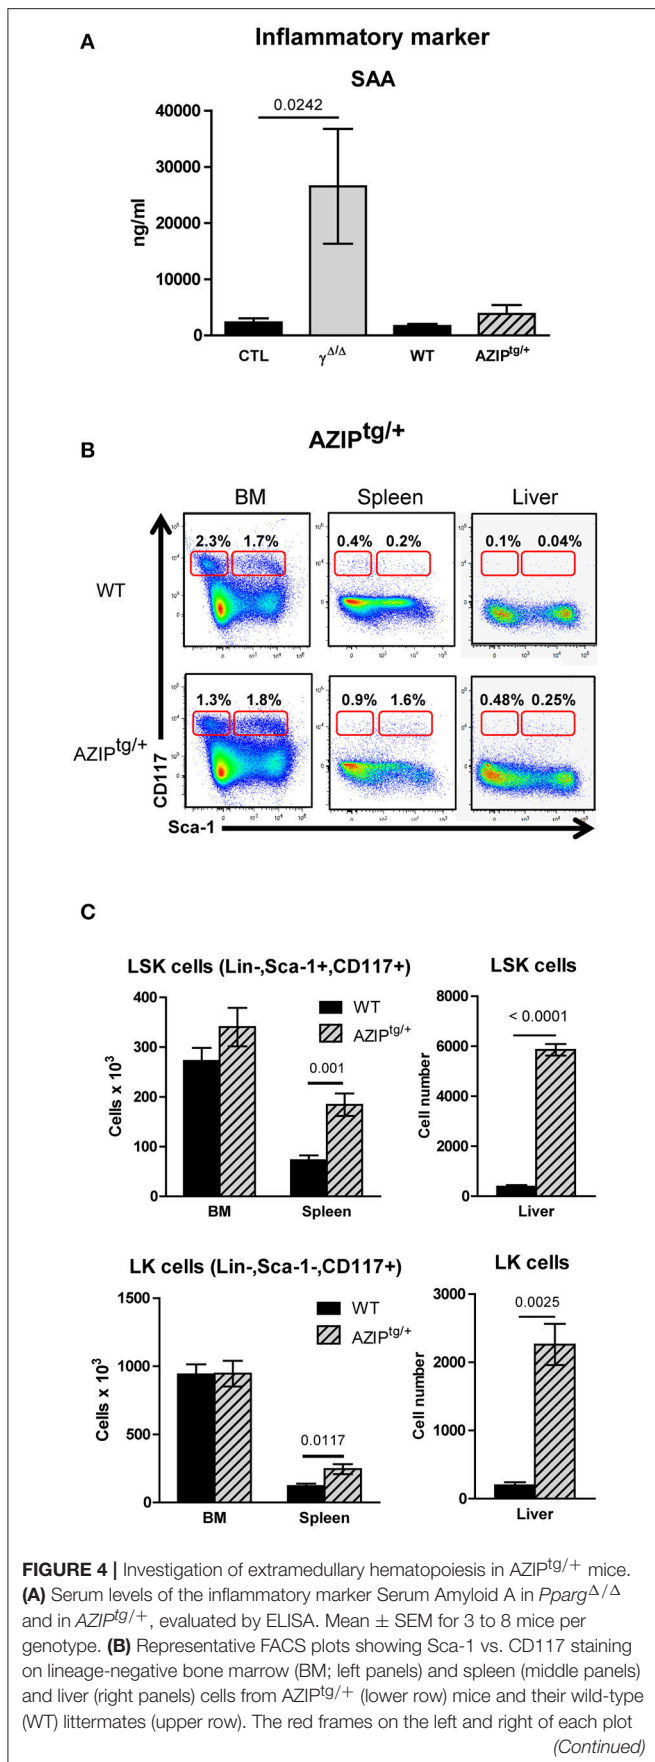 A
Inflammatory marker
SAA
0.0242
40000
30000
20000
10000
0
ng/ml
CTL γΔ/Δ WT AZIPtg/+
B
AZIPtg/+
BM Spleen Liver
WT
2.3% 1.7% 0.4% 0.2% 0.1% 0.04%
AZIPtg/+
1.3% 1.8% 0.9% 1.6% 0.48% 0.25%
CD117
Sca-1
C
LSK cells (Lin-,Sca-1+,CD117+)
400
300
200
100
0
Cells x 10³
WT
AZIPtg/+
0.001
BM Spleen
LSK cells
8000
6000
4000
2000
0
Cell number
< 0.0001
Liver
LK cells (Lin-,Sca-1-,CD117+)
1500
1000
500
0
Cells x 10³
WT
AZIPtg/+
0.0117
BM Spleen
LK cells
3000
2000
1000
0
Cell number
0.0025
Liver
FIGURE 4 | Investigation of extramedullary hematopoiesis in AZIPtg/+ mice.
(A) Serum levels of the inflammatory marker Serum Amyloid A in PpargΔ/Δ
and in AZIPtg/+, evaluated by ELISA. Mean ± SEM for 3 to 8 mice per
genotype. (B) Representative FACS plots showing Sca-1 vs. CD117 staining
on lineage-negative bone marrow (BM; left panels) and spleen (middle panels)
and liver (right panels) cells from AZIPtg/+ (lower row) mice and their wild-type
(WT) littermates (upper row). The red frames on the left and right of each plot
(Continued)